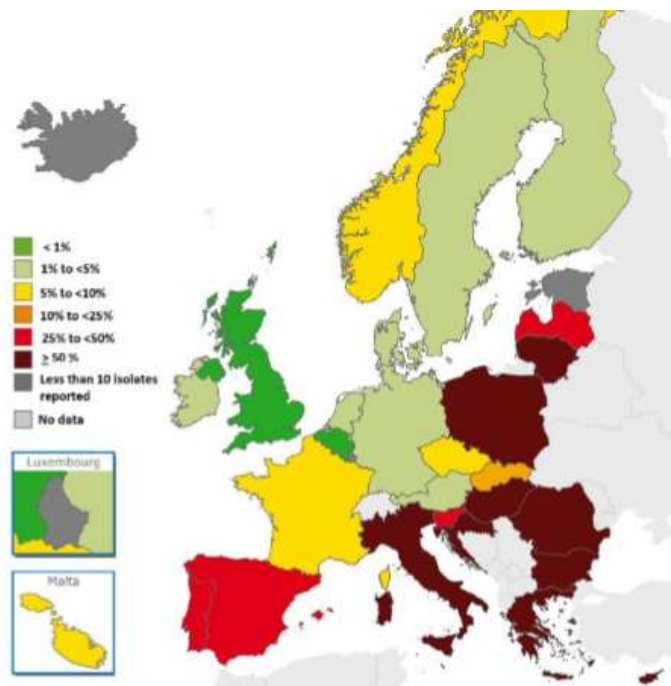 < 1%
1% to <5%
5% to <10%
10% to <25%
25% to <50%
≥ 50 %
Less than 10 isolates
reported
No data
Luxembourg
Malta